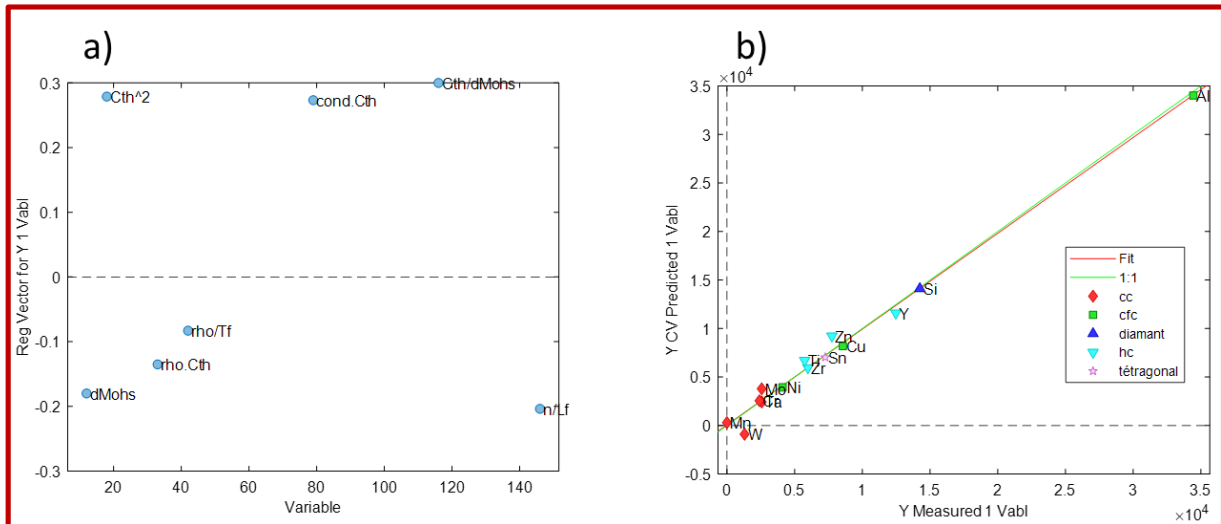 a)
Reg Vector for Y 1 Vabl
0.3
0.2
0.1
0
-0.1
-0.2
-0.3
Cth^2
cond.Cth
Cth/dMohs
rho/Tf
rho.Cth
dMohs
n/Lf
20 40 60 80 100 120 140
Variable
b)
×10^4
Y CV Predicted 1 Vabl
3.5
3
2.5
2
1.5
1
0.5
0
-0.5
Al
Si
Y
Zn
Cu
Sn
Ti
Zr
Mo
Ni
Cr
Ta
Mn
W
Fit
1:1
cc
cfc
diamant
hc
tétragonal
0 0.5 1 1.5 2 2.5 3 3.5
Y Measured 1 Vabl
×10^4